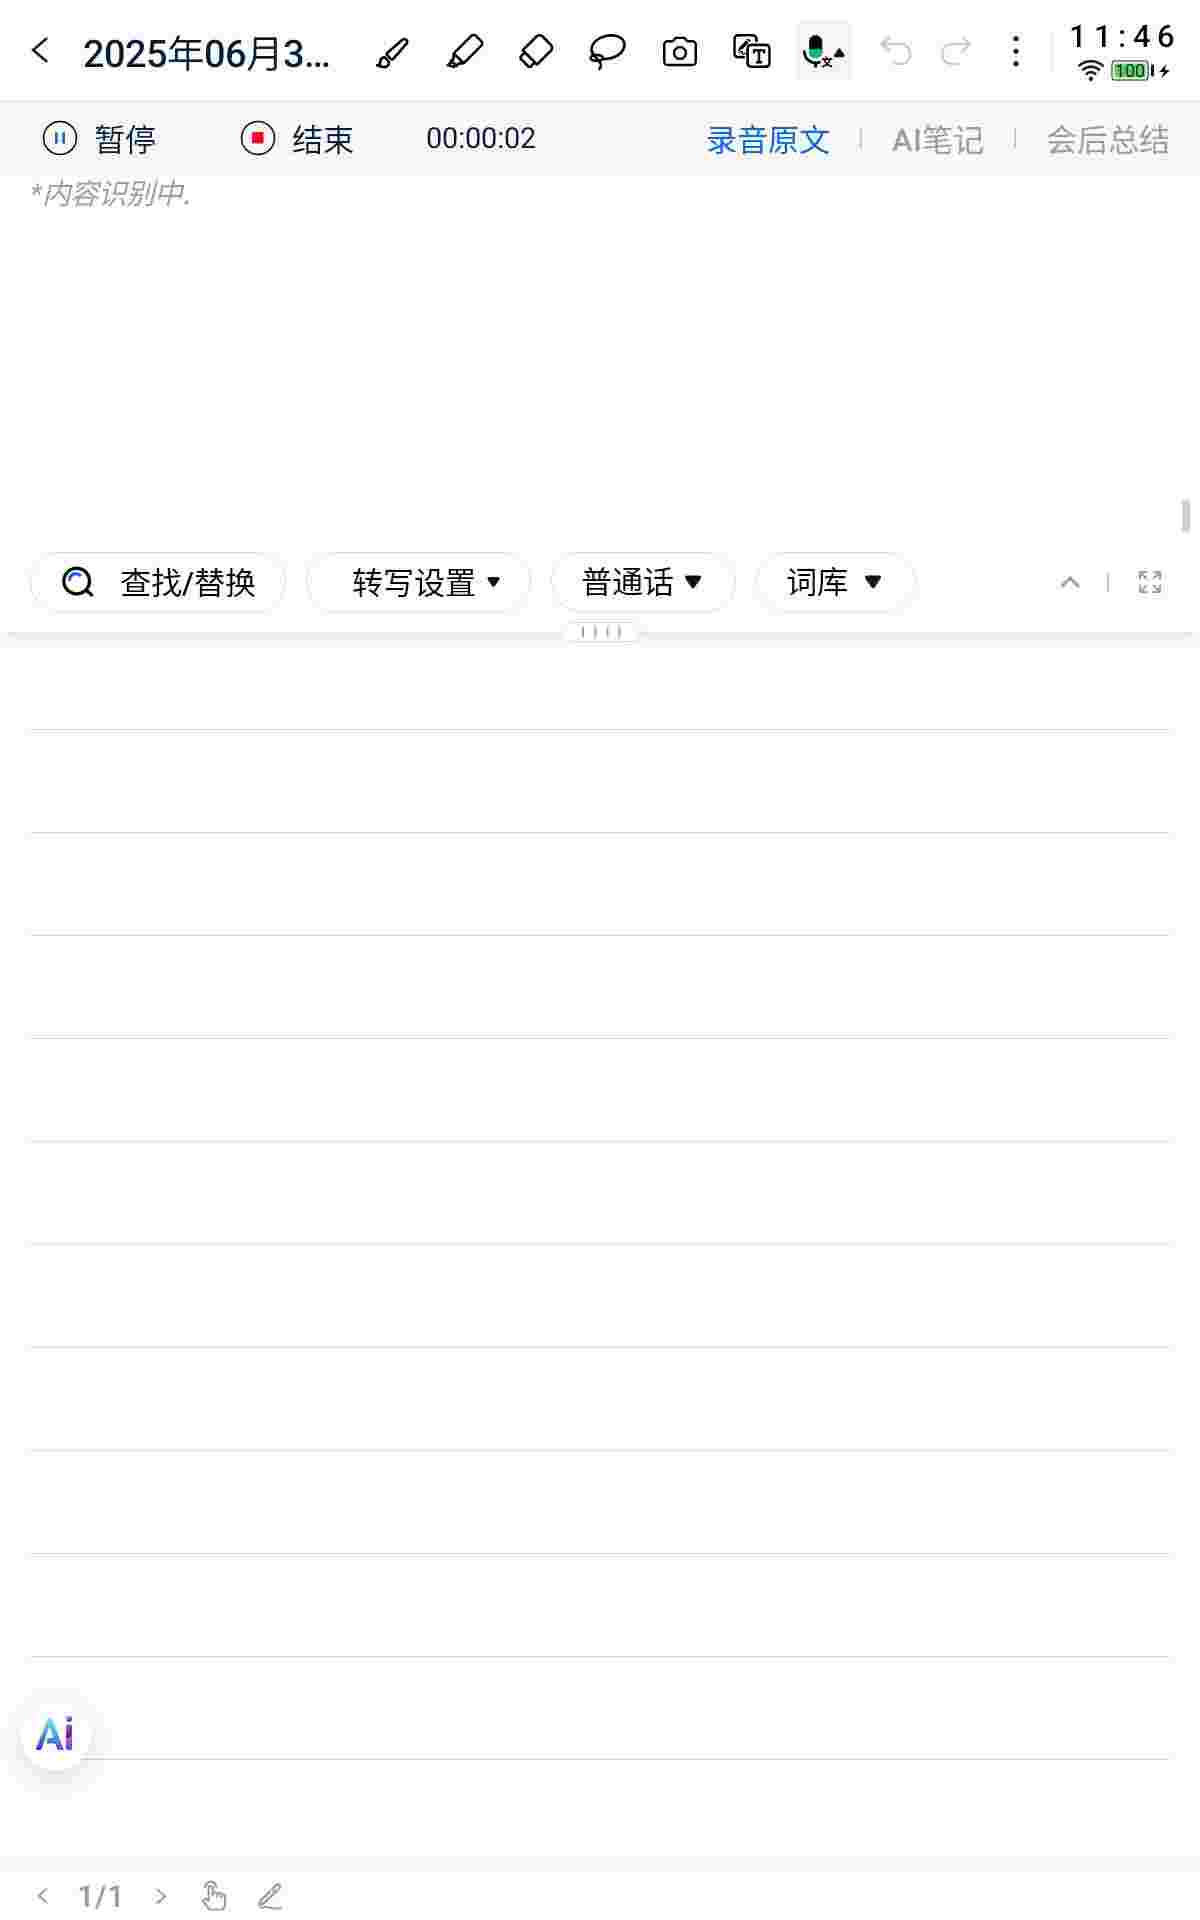 2025年06月3...
11:46
100
暂停 结束 00:00:02 录音原文 AI笔记 会后总结
*内容识别中.
查找/替换 转写设置 普通话 词库
Ai
1/1